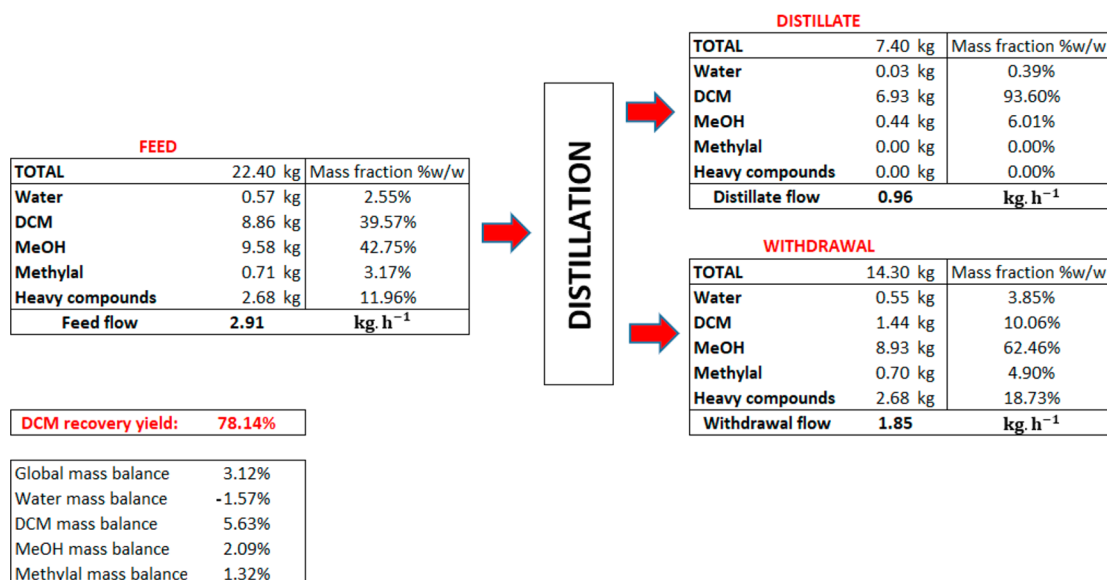 FEED
TOTAL 22.40 kg Mass fraction %w/w
Water 0.57 kg 2.55%
DCM 8.86 kg 39.57%
MeOH 9.58 kg 42.75%
Methylal 0.71 kg 3.17%
Heavy compounds 2.68 kg 11.96%
Feed flow 2.91 kg.h⁻¹
DISTILLATION
DISTILLATE
TOTAL 7.40 kg Mass fraction %w/w
Water 0.03 kg 0.39%
DCM 6.93 kg 93.60%
MeOH 0.44 kg 6.01%
Methylal 0.00 kg 0.00%
Heavy compounds 0.00 kg 0.00%
Distillate flow 0.96 kg.h⁻¹
WITHDRAWAL
TOTAL 14.30 kg Mass fraction %w/w
Water 0.55 kg 3.85%
DCM 1.44 kg 10.06%
MeOH 8.93 kg 62.46%
Methylal 0.70 kg 4.90%
Heavy compounds 2.68 kg 18.73%
Withdrawal flow 1.85 kg.h⁻¹
DCM recovery yield: 78.14%
Global mass balance 3.12%
Water mass balance -1.57%
DCM mass balance 5.63%
MeOH mass balance 2.09%
Methylal mass balance 1.32%